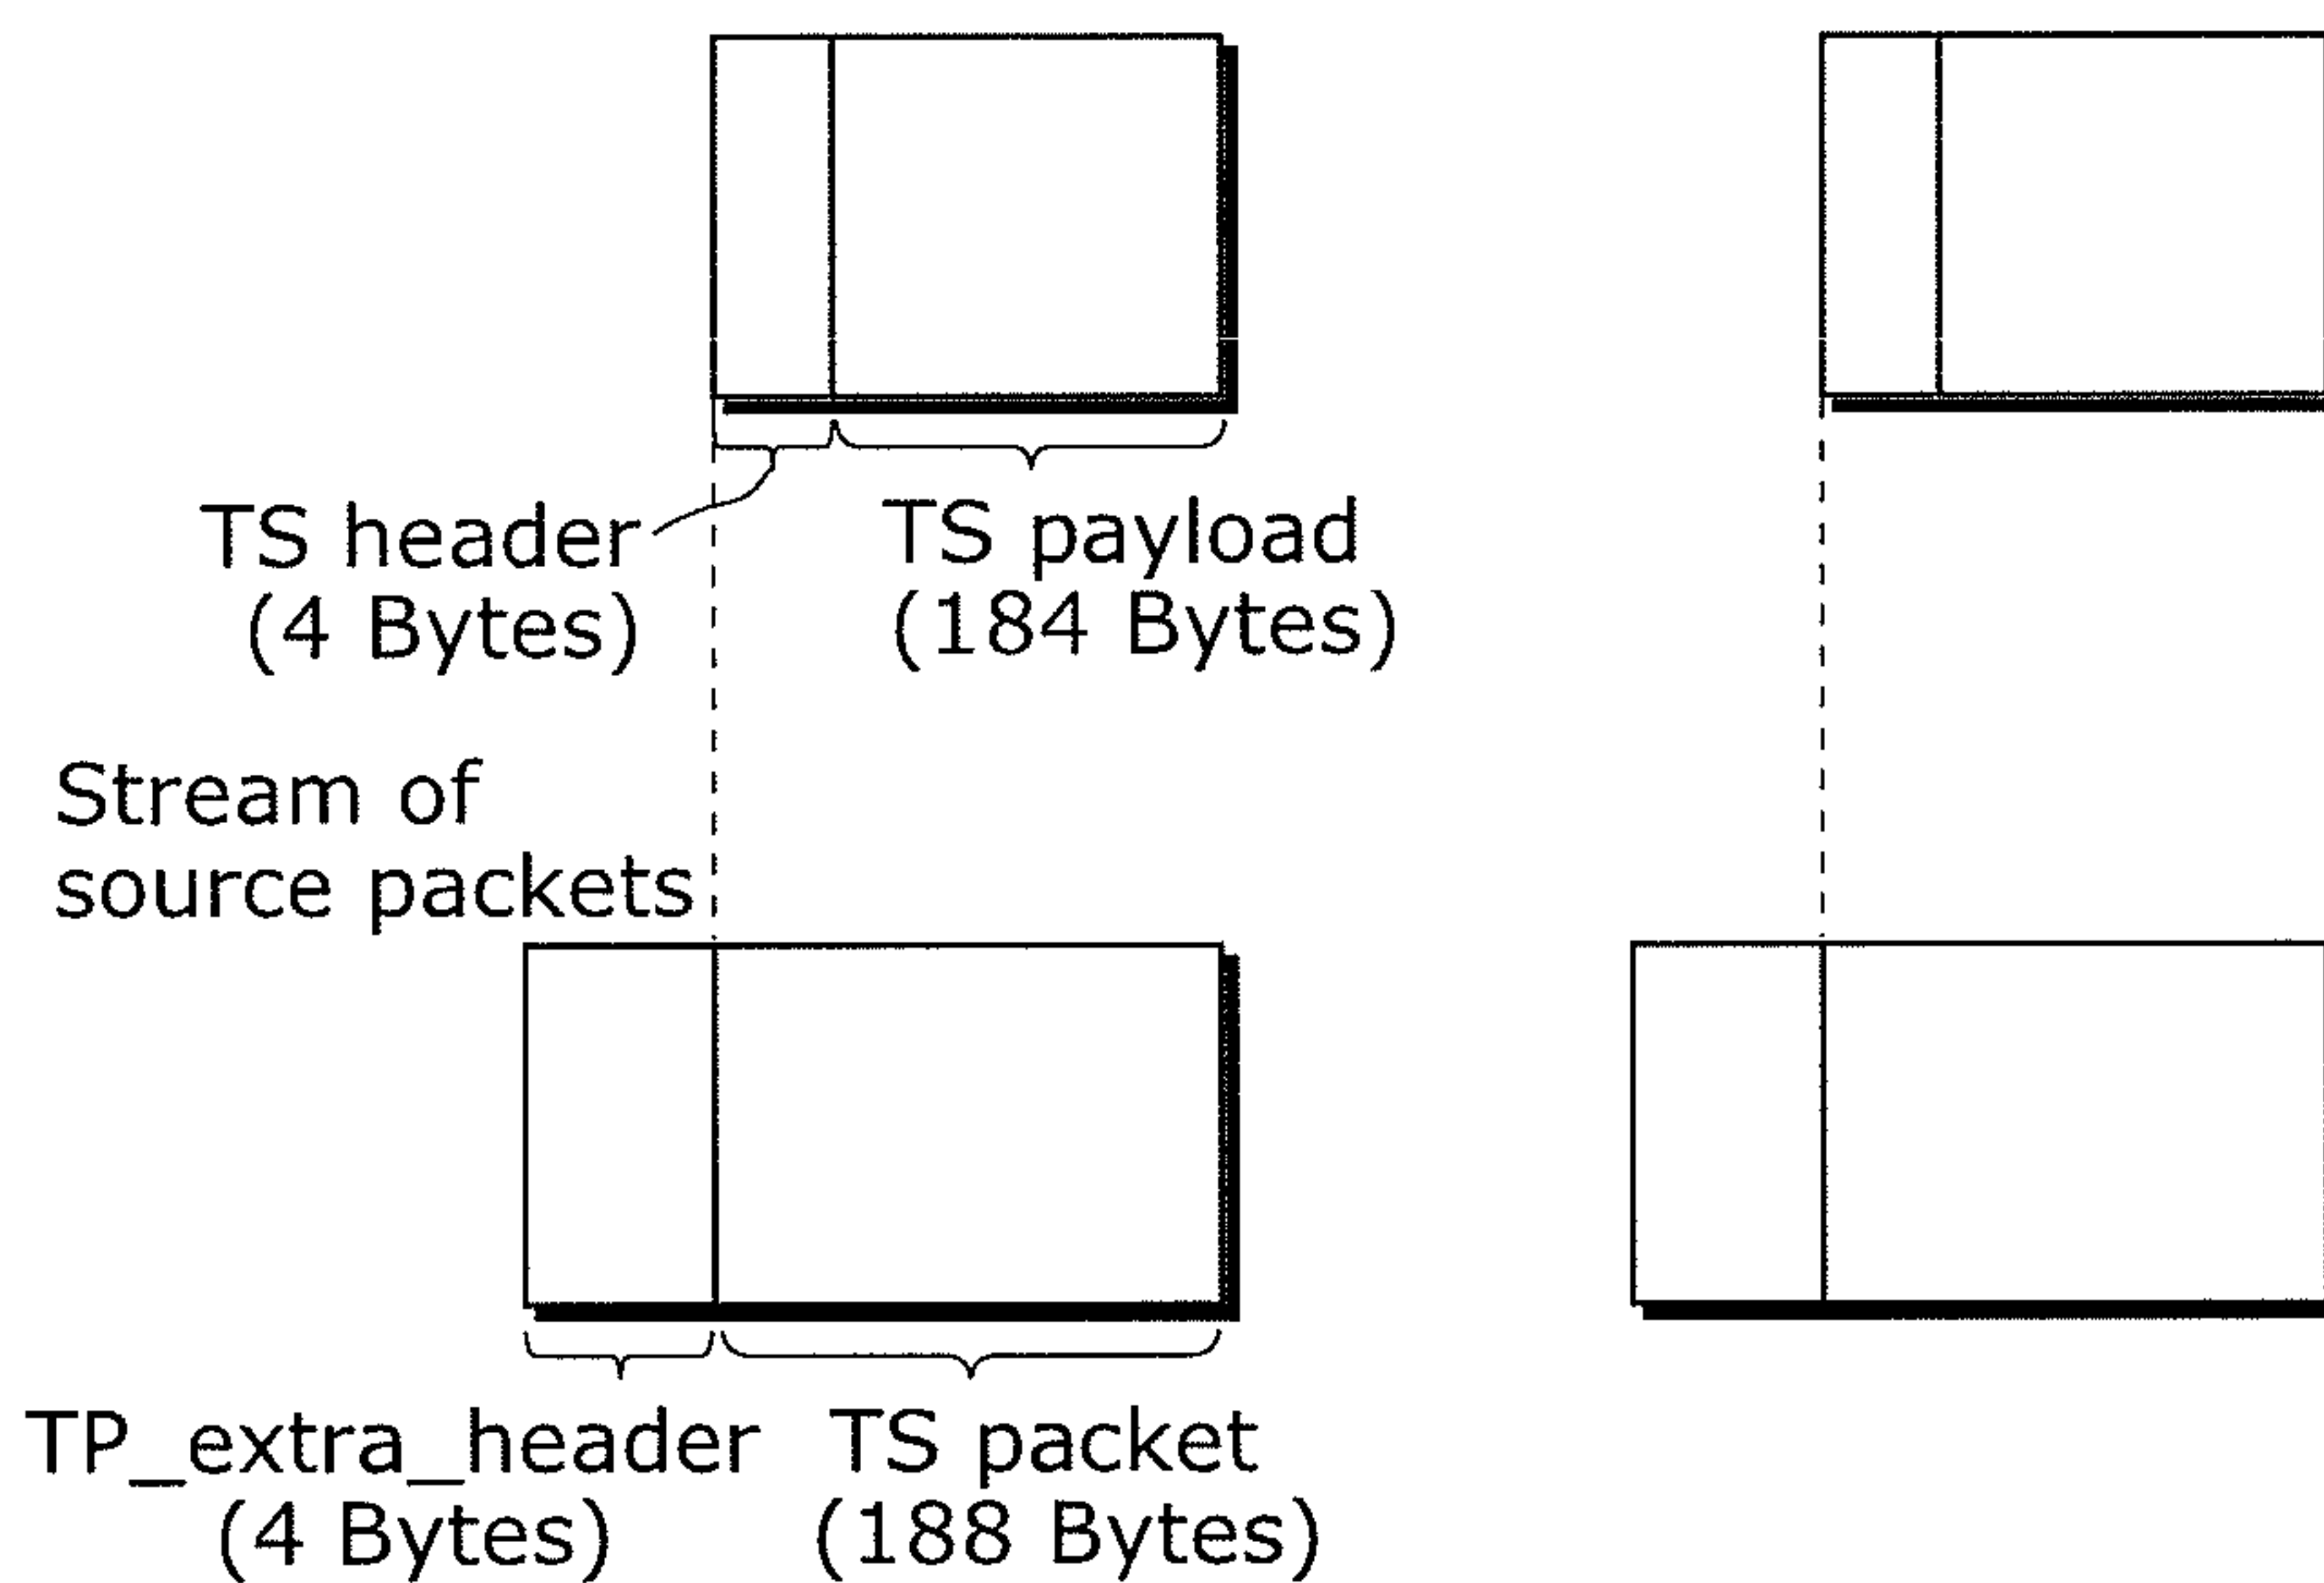 TS header
(4 Bytes)
TS payload
(184 Bytes)
Stream of
source packets
TP_extra_header
(4 Bytes)
TS packet
(188 Bytes)